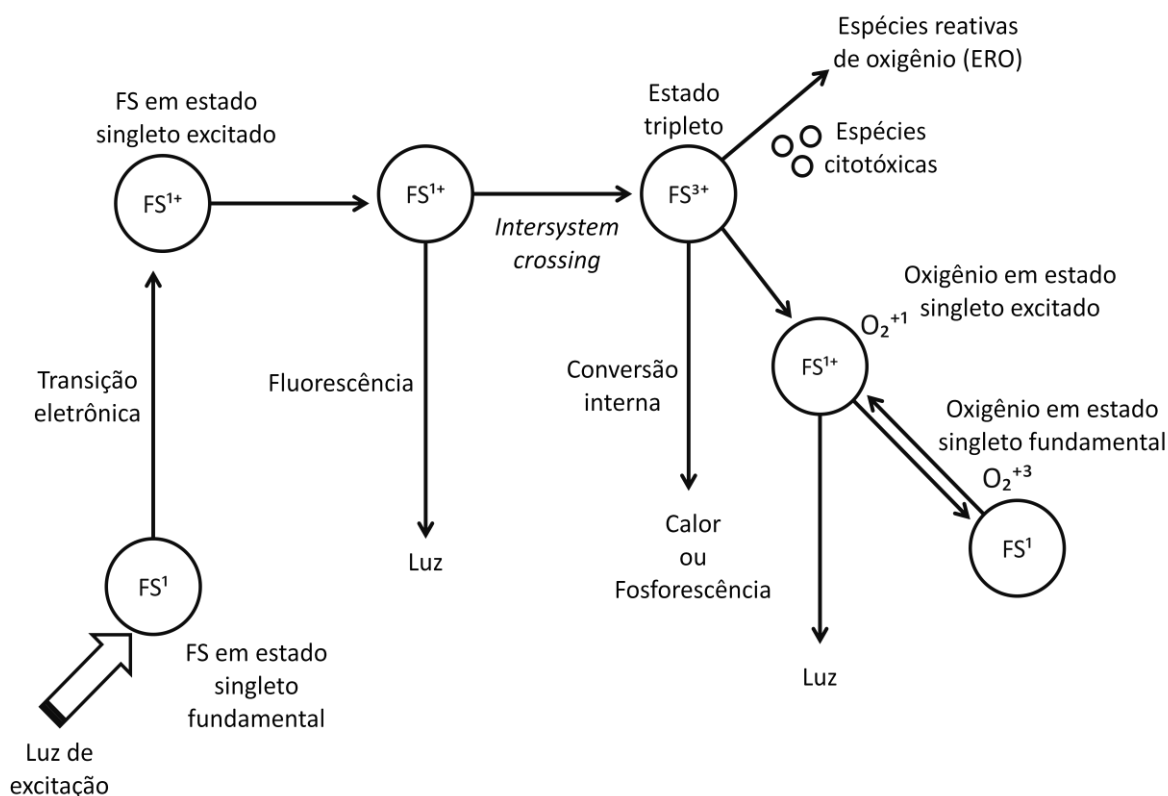 Espécies reativas
de oxigênio (ERO)
FS em estado
singleto excitado
Estado
tripleto
Espécies
citotóxicas
FS¹⁺
FS¹⁺
FS³⁺
Intersystem
crossing
Oxigênio em estado
singleto excitado
O₂⁺¹
FS¹⁺
Transição
eletrônica
Fluorescência
Conversão
interna
Oxigênio em estado
singleto fundamental
O₂⁺³
FS¹
Calor
ou
Fosforescência
Luz
FS¹
FS em estado
singleto
fundamental
Luz
Luz de
excitação